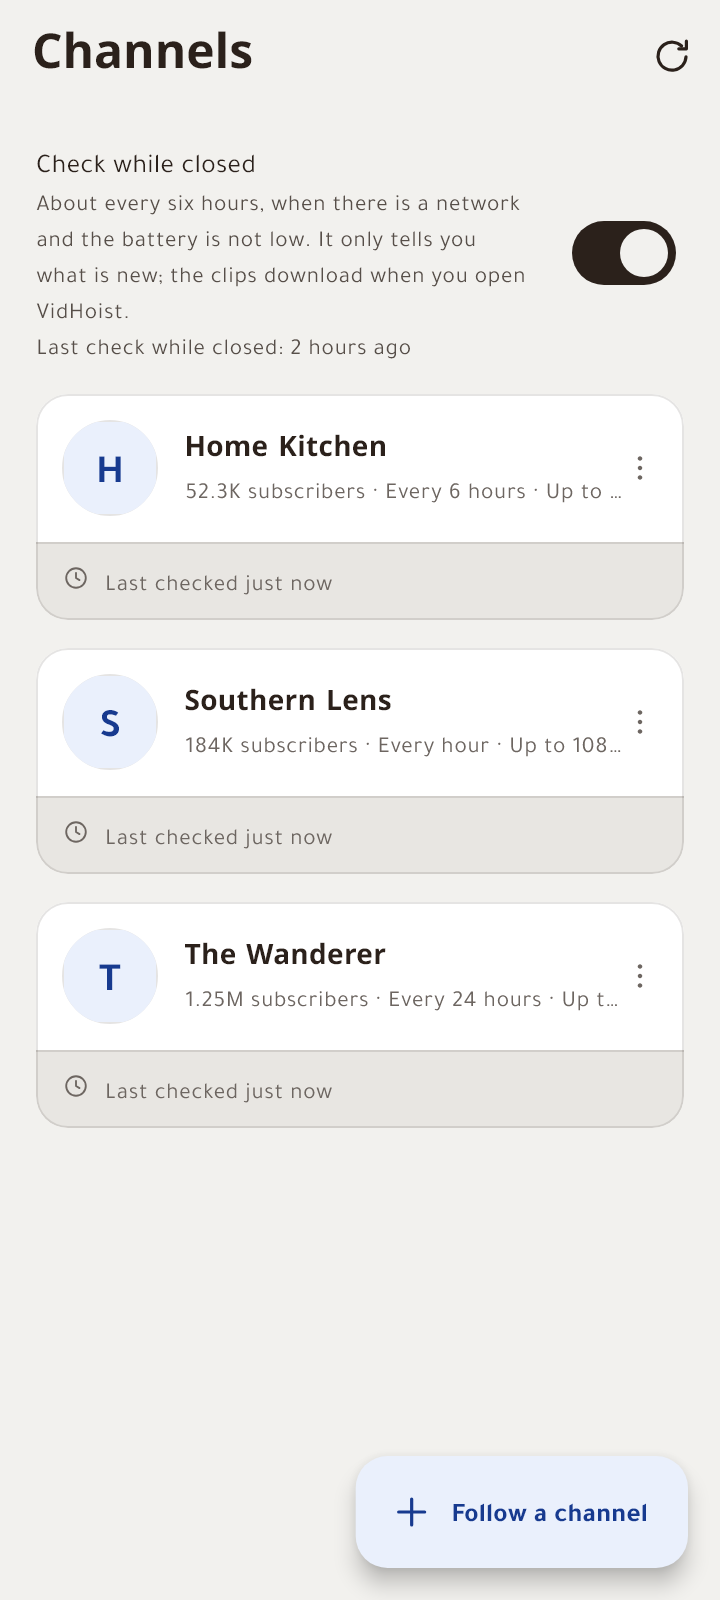 Channels
Check while closed
About every six hours, when there is a network
and the battery is not low. It only tells you
what is new; the clips download when you open
VidHoist.
Last check while closed: 2 hours ago
H
Home Kitchen
52.3K subscribers · Every 6 hours · Up to …
Last checked just now
S
Southern Lens
184K subscribers · Every hour · Up to 108…
Last checked just now
T
The Wanderer
1.25M subscribers · Every 24 hours · Up t…
Last checked just now
Follow a channel